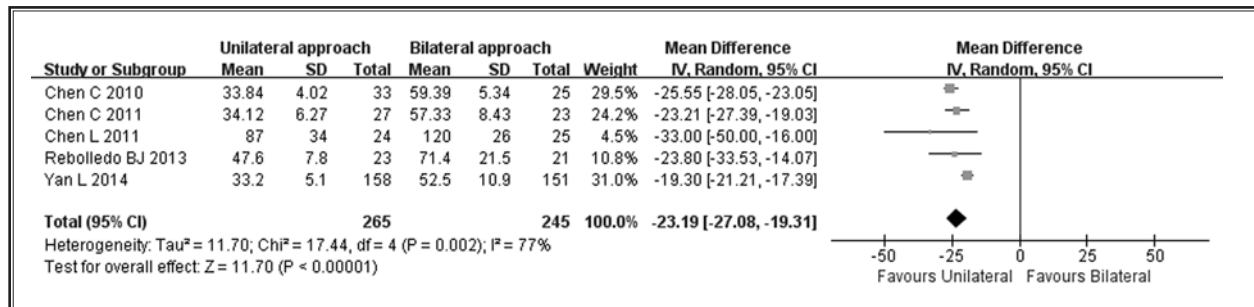 Unilateral approach Bilateral approach Mean Difference Mean Difference
Study or Subgroup Mean SD Total Mean SD Total Weight IV, Random, 95% CI IV, Random, 95% CI
Chen C 2010 33.84 4.02 33 59.39 5.34 25 29.5% -25.55 [-28.05, -23.05]
Chen C 2011 34.12 6.27 27 57.33 8.43 23 24.2% -23.21 [-27.39, -19.03]
Chen L 2011 87 34 24 120 26 25 4.5% -33.00 [-50.00, -16.00]
Rebolledo BJ 2013 47.6 7.8 23 71.4 21.5 21 10.8% -23.80 [-33.53, -14.07]
Yan L 2014 33.2 5.1 158 52.5 10.9 151 31.0% -19.30 [-21.21, -17.39]
Total (95% CI) 265 245 100.0% -23.19 [-27.08, -19.31]
Heterogeneity: Tau² = 11.70; Chi² = 17.44, df = 4 (P = 0.002); I² = 77%
Test for overall effect: Z = 11.70 (P < 0.00001)
-50 -25 0 25 50
Favours Unilateral Favours Bilateral